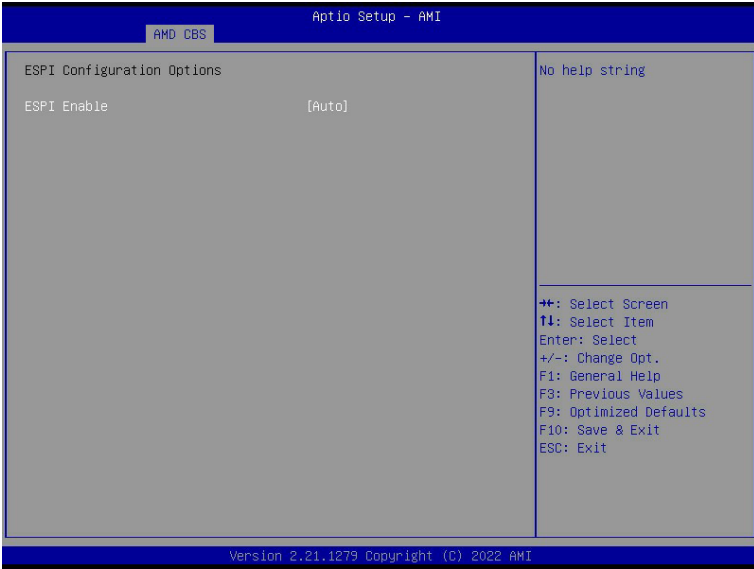 Aptio Setup – AMI
AMD CBS
ESPI Configuration Options
ESPI Enable [Auto]
No help string
→←: Select Screen
↑↓: Select Item
Enter: Select
+/-: Change Opt.
F1: General Help
F3: Previous Values
F9: Optimized Defaults
F10: Save & Exit
ESC: Exit
Version 2.21.1279 Copyright (C) 2022 AMI